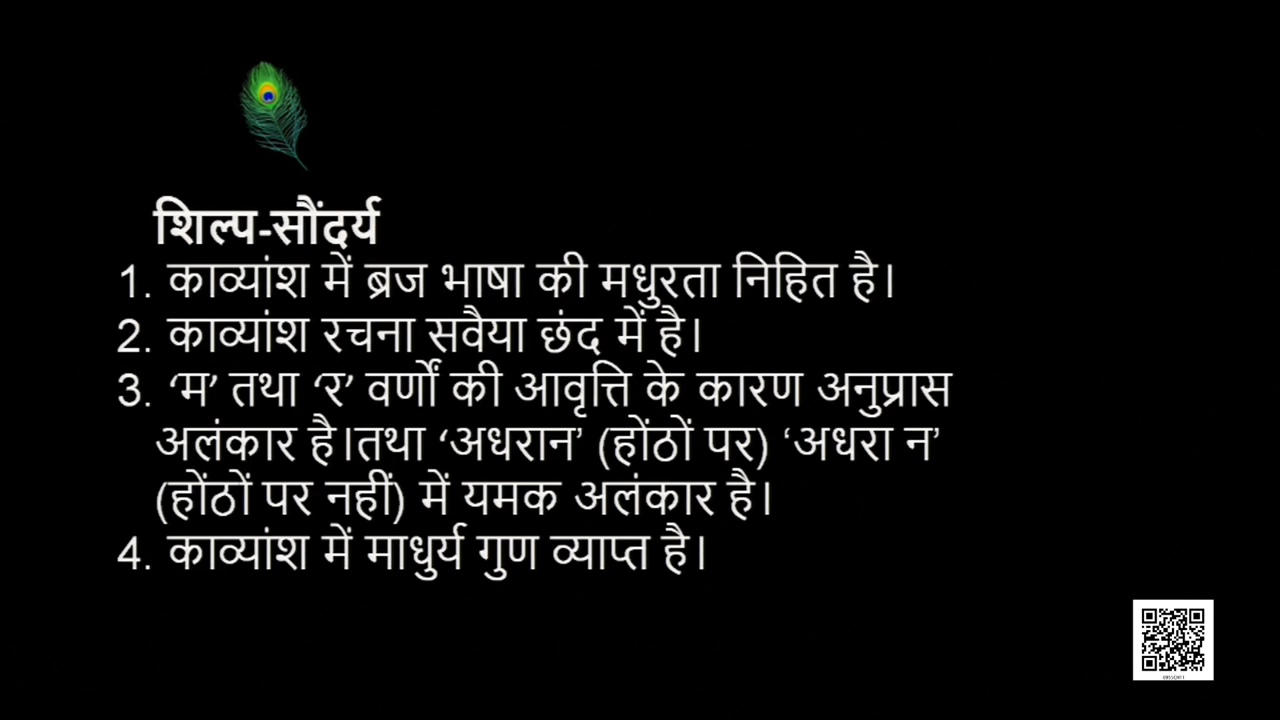 शिल्प-सौंदर्य
1. काव्यांश में ब्रज भाषा की मधुरता निहित है।
2. काव्यांश रचना सवैया छंद में है।
3. ‘म’ तथा ‘र’ वर्णों की आवृत्ति के कारण अनुप्रास
अलंकार है।तथा ‘अधरान’ (होंठों पर) ‘अधरा न’
(होंठों पर नहीं) में यमक अलंकार है।
4. काव्यांश में माधुर्य गुण व्याप्त है।